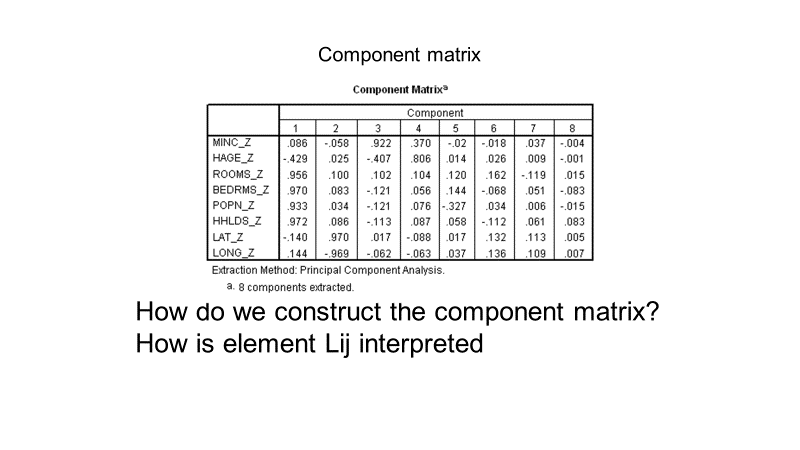 Component matrix
Component Matrixa
Component
1 2 3 4 5 6 7 8
MINC_Z .086 -.058 .922 .370 -.02 -.018 .037 -.004
HAGE_Z -.429 .025 -.407 .806 .014 .026 .009 -.001
ROOMS_Z .956 .100 .102 .104 .120 .162 -.119 .015
BEDRMS_Z .970 .083 -.121 .056 .144 -.068 .051 -.083
POPN_Z .933 .034 -.121 .076 -.327 .034 .006 -.015
HHLDS_Z .972 .086 -.113 .087 .058 -.112 .061 .083
LAT_Z -.140 .970 .017 -.088 .017 .132 .113 .005
LONG_Z .144 -.969 -.062 -.063 .037 .136 .109 .007
Extraction Method: Principal Component Analysis.
a. 8 components extracted.
How do we construct the component matrix?
How is element Lij interpreted